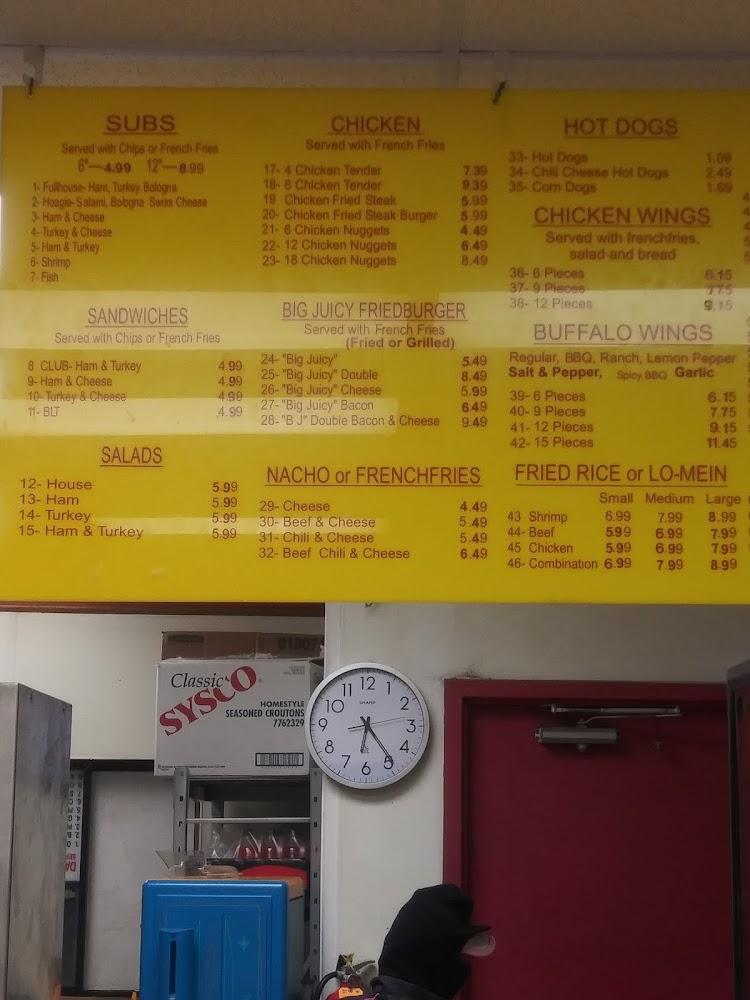 SUBS
Served with Chips or French Fries
6"—4.99 12"—8.99
1- Fullhouse- Ham, Turkey, Bologna
2- Hoagie- Salami, Bologna Swiss Cheese
3- Ham & Cheese
4- Turkey & Cheese
5- Ham & Turkey
6- Shrimp
7- Fish
SANDWICHES
Served with Chips or French Fries
8 CLUB- Ham & Turkey 4.99
9- Ham & Cheese 4.99
10- Turkey & Cheese 4.99
11- BLT 4.99
SALADS
12- House 5.99
13- Ham 5.99
14- Turkey 5.99
15- Ham & Turkey 5.99
CHICKEN
Served with French Fries
17- 4 Chicken Tender 7.39
18- 6 Chicken Tender 9.39
19 Chicken Fried Steak 5.99
20- Chicken Fried Steak Burger 5.99
21- 6 Chicken Nuggets 4.49
22- 12 Chicken Nuggets 6.49
23- 18 Chicken Nuggets 8.49
BIG JUICY FRIEDBURGER
Served with French Fries
(Fried or Grilled)
24- "Big Juicy" 5.49
25- "Big Juicy" Double 8.49
26- "Big Juicy" Cheese 5.99
27- "Big Juicy" Bacon 6.49
28- "B J" Double Bacon & Cheese 9.49
NACHO or FRENCHFRIES
29- Cheese 4.49
30- Beef & Cheese 5.49
31- Chili & Cheese 5.49
32- Beef Chili & Cheese 6.49
HOT DOGS
33- Hot Dogs 1.09
34- Chili Cheese Hot Dogs 2.49
35- Corn Dogs 1.69
CHICKEN WINGS
Served with frenchfries,
salad and bread
36- 6 Pieces 6.15
37- 9 Pieces 7.75
38- 12 Pieces 9.15
BUFFALO WINGS
Regular, BBQ, Ranch, Lemon Pepper
Salt & Pepper, Spicy BBQ Garlic
39- 6 Pieces 6.15
40- 9 Pieces 7.75
41- 12 Pieces 9.15
42- 15 Pieces 11.45
FRIED RICE or LO-MEIN
Small Medium Large
43 Shrimp 6.99 7.99 8.99
44- Beef 5.99 6.99 7.99
45 Chicken 5.99 6.99 7.99
46- Combination 6.99 7.99 8.99
Classic
SYSCO
HOMESTYLE
SEASONED CROUTONS
7762329
12 1 2 3 4 5 6 7 8 9 10 11
SHARP